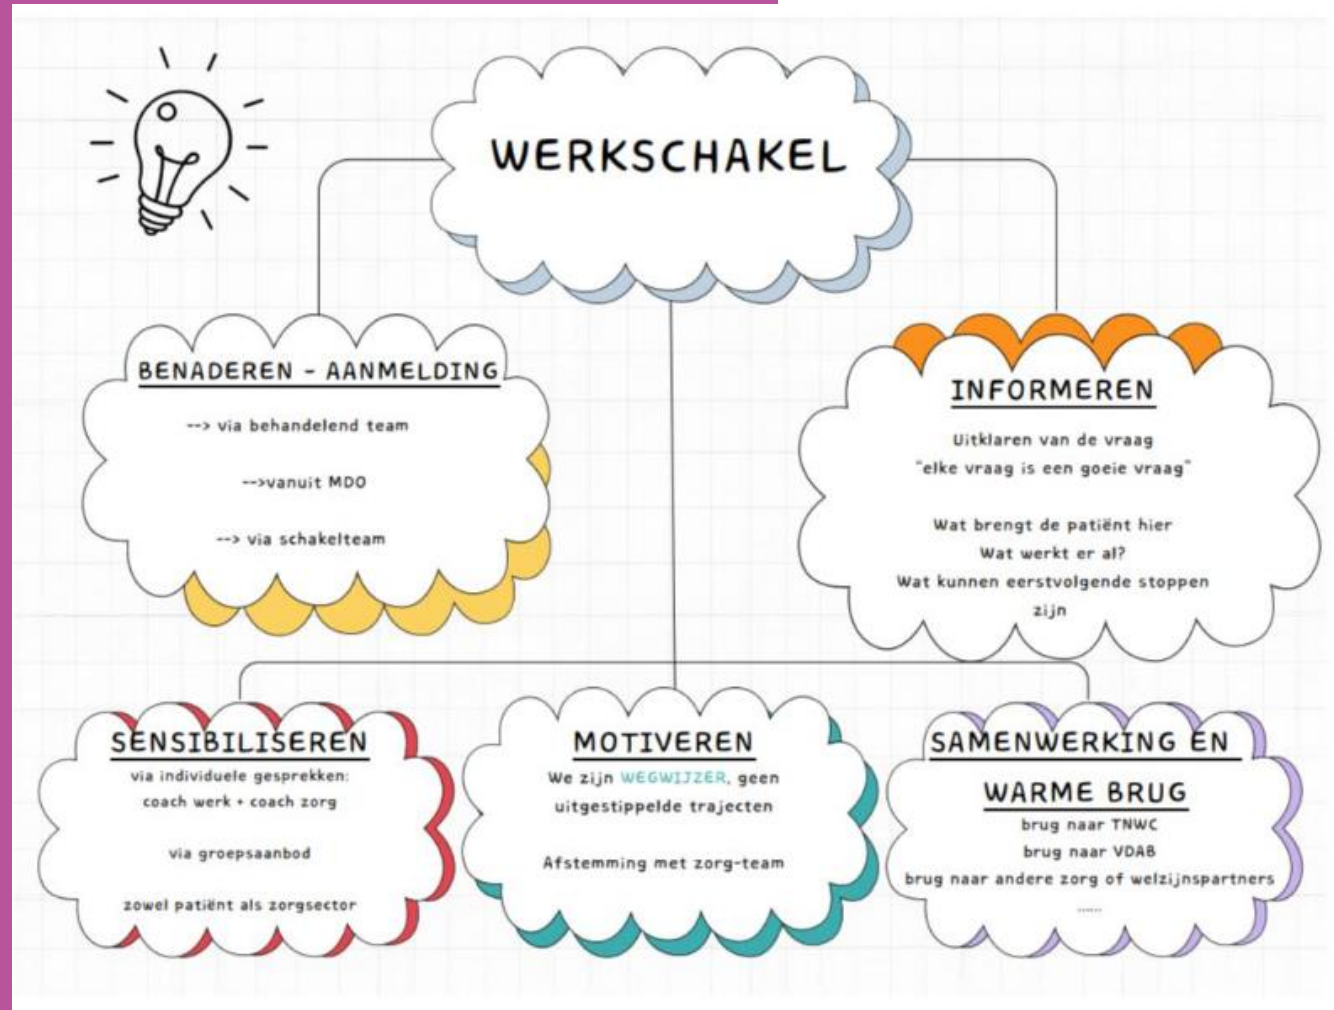 WERKSCHAKEL
BENADEREN - AANMELDING
--> via behandelend team
-->vanuit MDO
--> via schakelteam
INFORMEREN
Uitklaren van de vraag
"elke vraag is een goeie vraag"
Wat brengt de patiënt hier
Wat werkt er al?
Wat kunnen eerstvolgende stoppen
zijn
SENSIBILISEREN
via individuele gesprekken:
coach werk + coach zorg
via groepsaanbod
zowel patiënt als zorgsector
MOTIVEREN
We zijn WEGWIJZER, geen
uitgestippelde trajecten
Afstemming met zorg-team
SAMENWERKING EN
WARME BRUG
brug naar TNWC
brug naar VDAB
brug naar andere zorg of welzijnspartners
......